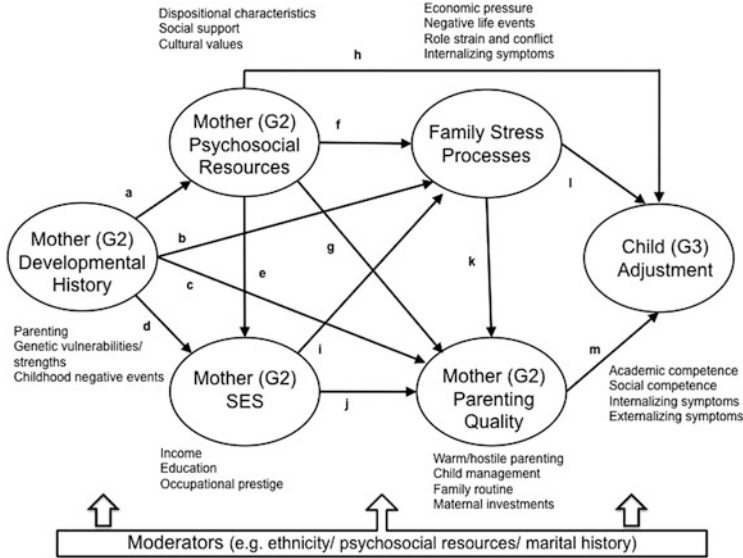 Dispositional characteristics
Social support
Cultural values
Economic pressure
Negative life events
Role strain and conflict
Internalizing symptoms
h
Mother (G2)
Psychosocial
Resources
f
Family Stress
Processes
l
a
Mother (G2)
Developmental
History
b
c
d
e
g
i
k
Child (G3)
Adjustment
Parenting
Genetic vulnerabilities/
strengths
Childhood negative events
Mother (G2)
SES
j
Mother (G2)
Parenting
Quality
m
Academic competence
Social competence
Internalizing symptoms
Externalizing symptoms
Income
Education
Occupational prestige
Warm/hostile parenting
Child management
Family routine
Maternal investments
Moderators (e.g. ethnicity/ psychosocial resources/ marital history)